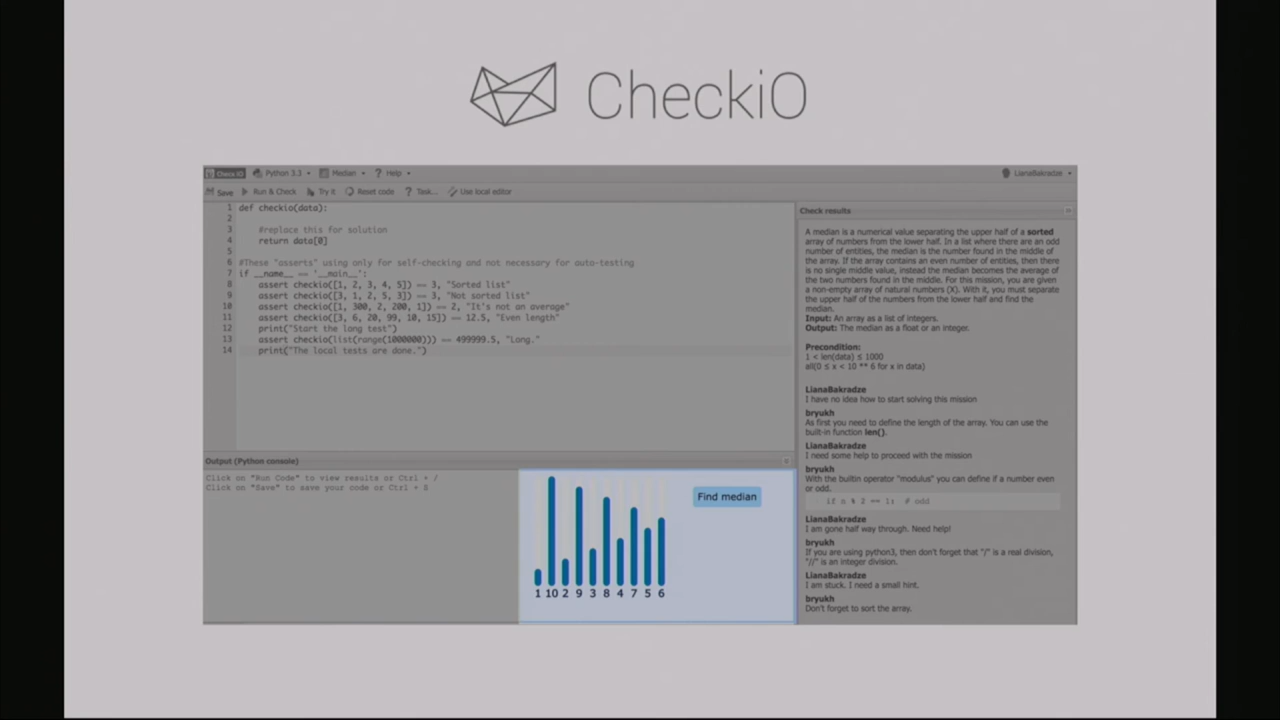 CheckiO
Check iO Python 3.3 Median ? Help LianaBakradze
Save Run & Check Try it Reset code ? Task... Use local editor
1 def checkio(data):
2
3 #replace this for solution
4 return data[0]
5
6 #These "asserts" using only for self-checking and not necessary for auto-testing
7 if __name__ == '__main__':
8 assert checkio([1, 2, 3, 4, 5]) == 3, "Sorted list"
9 assert checkio([3, 1, 2, 5, 3]) == 3, "Not sorted list"
10 assert checkio([1, 300, 2, 200, 1]) == 2, "It's not an average"
11 assert checkio([3, 6, 20, 99, 10, 15]) == 12.5, "Even length"
12 print("Start the long test")
13 assert checkio(list(range(1000000))) == 499999.5, "Long."
14 print("The local tests are done.")
Output (Python console)
Click on "Run Code" to view results or Ctrl + /
Click on "Save" to save your code or Ctrl + S
Find median
1 10 2 9 3 8 4 7 5 6
Check results
A median is a numerical value separating the upper half of a sorted
array of numbers from the lower half. In a list where there are an odd
number of entities, the median is the number found in the middle of
the array. If the array contains an even number of entities, then there
is no single middle value, instead the median becomes the average of
the two numbers found in the middle. For this mission, you are given
a non-empty array of natural numbers (X). With it, you must separate
the upper half of the numbers from the lower half and find the
median.
Input: An array as a list of integers.
Output: The median as a float or an integer.
Precondition:
1 < len(data) ≤ 1000
all(0 ≤ x < 10 ** 6 for x in data)
LianaBakradze
I have no idea how to start solving this mission
bryukh
As first you need to define the length of the array. You can use the
built-in function len().
LianaBakradze
I need some help to proceed with the mission
bryukh
With the builtin operator "modulus" you can define if a number even
or odd.
if n % 2 == 1: # odd
LianaBakradze
I am gone half way through. Need help!
bryukh
If you are using python3, then don't forget that "/" is a real division,
"//" is an integer division.
LianaBakradze
I am stuck. I need a small hint.
bryukh
Don't forget to sort the array.